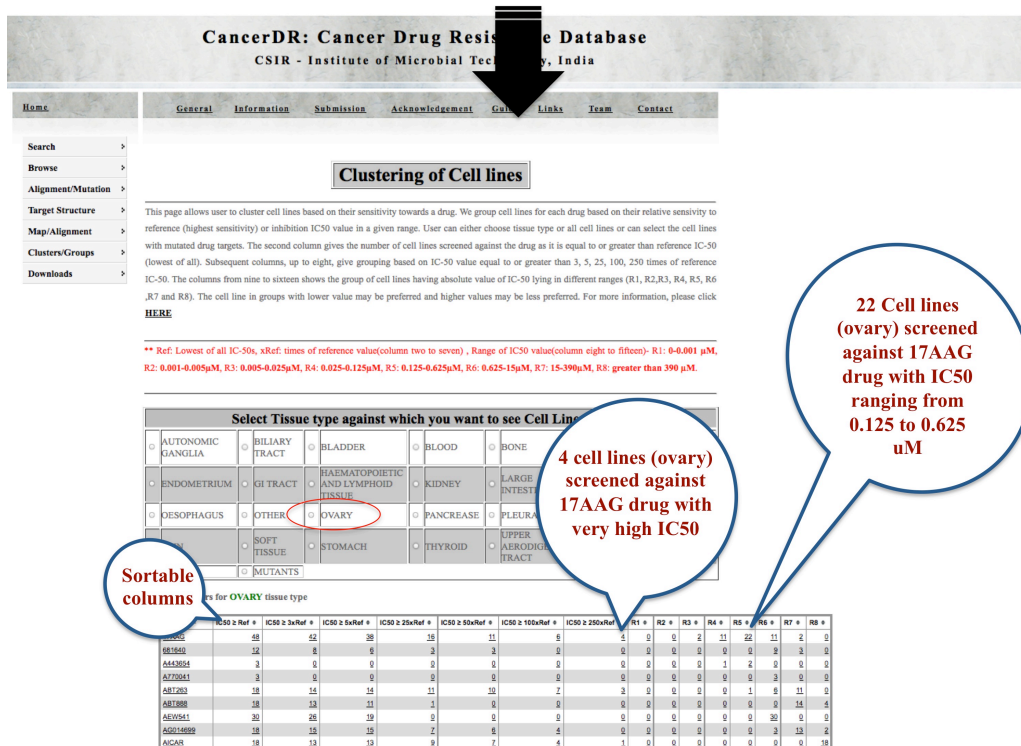 CancerDR: Cancer Drug Database
CSIR - Institute of Microbial India
Home
General Information Submission Acknowledgement Links Team Contact
Search
Browse
Alignment/Mutation
Target Structure
Map/Alignment
Clusters/Groups
Downloads
Clustering of Cell lines
This page allows user to cluster cell lines based on their sensitivity towards a drug. We group cell lines for each drug based on their relative sensivity to
reference (highest sensitivity) or inhibition IC50 value in a given range. User can either choose tissue type or all cell lines or can select the cell lines
with mutated drug targets. The second column gives the number of cell lines screened against the drug as it is equal to or greater than reference IC-50
(lowest of all). Subsequent columns, up to eight, give grouping based on IC-50 value equal to or greater than 3, 5, 25, 100, 250 times of reference
IC-50. The columns from nine to sixteen shows the group of cell lines having absolute value of IC-50 lying in different ranges (R1, R2,R3, R4, R5, R6
,R7 and R8). The cell line in groups with lower value may be preferred and higher values may be less preferred. For more information, please click
HERE
** Ref: Lowest of all IC-50s, xRef: times of reference value(column two to seven) , Range of IC50 value(column eight to fifteen)- R1: 0-0.001 µM,
R2: 0.001-0.005µM, R3: 0.005-0.025µM, R4: 0.025-0.125µM, R5: 0.125-0.625µM, R6: 0.625-15µM, R7: 15-390µM, R8: greater than 390 µM.
22 Cell lines
(ovary) screened
against 17AAG
drug with IC50
ranging from
0.125 to 0.625
uM
Select Tissue type against which you want to see Cell
AUTONOMIC GANGLIA BILIARY TRACT BLADDER BLOOD BONE
ENDOMETRIUM GI TRACT HAEMATOPOIETIC AND LYMPHOID TISSUE KIDNEY LARGE
OESOPHAGUS OTHER OVARY PANCREASE PLEURA
SOFT TISSUE STOMACH THYROID UPPER TRACT
MUTANTS
4 cell lines (ovary)
screened against
17AAG drug with
very high IC50
Sortable
columns
for OVARY tissue type
IC50 ≥ Ref IC50 ≥ 3xRef IC50 ≥ 5xRef IC50 ≥ 25xRef IC50 ≥ 50xRef IC50 ≥ 100xRef IC50 ≥ 250xRef R1 R2 R3 R4 R5 R6 R7 R8
48 42 38 16 11 6 4 0 0 2 11 22 11 2 0
681640 12 8 6 3 3 0 0 0 0 0 0 0 9 3 0
A443654 3 0 0 0 0 0 0 0 0 0 1 2 0 0 0
A770041 3 0 0 0 0 0 0 0 0 0 0 0 3 0 0
ABT263 18 14 14 11 10 7 3 0 0 0 0 1 6 11 0
ABT888 18 13 11 1 0 0 0 0 0 0 0 0 0 14 4
AEW541 30 26 19 0 0 0 0 0 0 0 0 0 30 0 0
AG014699 18 15 15 7 6 4 0 0 0 0 0 0 3 13 2
AICAR 18 13 13 9 7 4 1 0 0 0 0 0 0 0 18